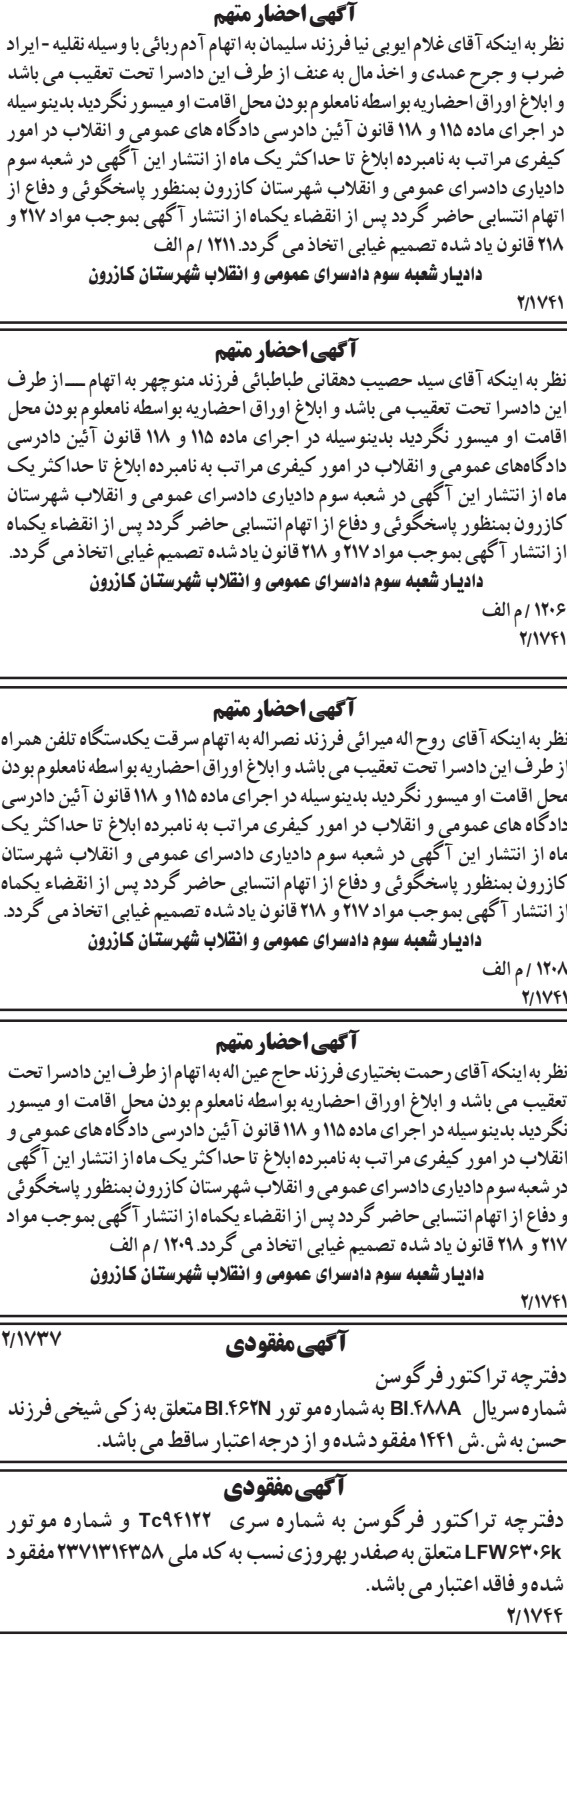 آگهی احضار متهم
نظر به اینکه آقای غلام ایوبی نیا فرزند سلیمان به اتهام آدم ربائی با وسیله نقلیه - ایراد
ضرب و جرح عمدی و اخذ مال به عنف از طرف این دادسرا تحت تعقیب می باشد
و ابلاغ اوراق احضاریه بواسطه نامعلوم بودن محل اقامت او میسور نگردید بدینوسیله
در اجرای ماده ۱۱۵ و ۱۱۸ قانون آئین دادرسی دادگاه های عمومی و انقلاب در امور
کیفری مراتب به نامبرده ابلاغ تا حداکثر یک ماه از انتشار این آگهی در شعبه سوم
دادیاری دادسرای عمومی و انقلاب شهرستان کازرون بمنظور پاسخگوئی و دفاع از
اتهام انتسابی حاضر گردد پس از انقضاء یکماه از انتشار آگهی بموجب مواد ۲۱۷ و
۲۱۸ قانون یاد شده تصمیم غیابی اتخاذ می گردد. ۱۲۱۱ / م الف
دادیار شعبه سوم دادسرای عمومی و انقلاب شهرستان کازرون
۲/۱۷۴۱
آگهی احضار متهم
نظر به اینکه آقای سید حصیب دهقانی طباطبائی فرزند منوچهر به اتهام ـــ از طرف
این دادسرا تحت تعقیب می باشد و ابلاغ اوراق احضاریه بواسطه نامعلوم بودن محل
اقامت او میسور نگردید بدینوسیله در اجرای ماده ۱۱۵ و ۱۱۸ قانون آئین دادرسی
دادگاه‌های عمومی و انقلاب در امور کیفری مراتب به نامبرده ابلاغ تا حداکثر یک
ماه از انتشار این آگهی در شعبه سوم دادیاری دادسرای عمومی و انقلاب شهرستان
کازرون بمنظور پاسخگوئی و دفاع از اتهام انتسابی حاضر گردد پس از انقضاء یکماه
از انتشار آگهی بموجب مواد ۲۱۷ و ۲۱۸ قانون یاد شده تصمیم غیابی اتخاذ می گردد.
دادیار شعبه سوم دادسرای عمومی و انقلاب شهرستان کازرون
۱۲۰۶ / م الف
۲/۱۷۴۱
آگهی احضار متهم
نظر به اینکه آقای روح اله میرائی فرزند نصراله به اتهام سرقت یکدستگاه تلفن همراه
از طرف این دادسرا تحت تعقیب می باشد و ابلاغ اوراق احضاریه بواسطه نامعلوم بودن
محل اقامت او میسور نگردید بدینوسیله در اجرای ماده ۱۱۵ و ۱۱۸ قانون آئین دادرسی
دادگاه های عمومی و انقلاب در امور کیفری مراتب به نامبرده ابلاغ تا حداکثر یک
ماه از انتشار این آگهی در شعبه سوم دادیاری دادسرای عمومی و انقلاب شهرستان
کازرون بمنظور پاسخگوئی و دفاع از اتهام انتسابی حاضر گردد پس از انقضاء یکماه
از انتشار آگهی بموجب مواد ۲۱۷ و ۲۱۸ قانون یاد شده تصمیم غیابی اتخاذ می گردد.
دادیار شعبه سوم دادسرای عمومی و انقلاب شهرستان کازرون
۱۲۰۸ / م الف
۲/۱۷۴۱
آگهی احضار متهم
نظر به اینکه آقای رحمت بختیاری فرزند حاج عین اله به اتهام از طرف این دادسرا تحت
تعقیب می باشد و ابلاغ اوراق احضاریه بواسطه نامعلوم بودن محل اقامت او میسور
نگردید بدینوسیله در اجرای ماده ۱۱۵ و ۱۱۸ قانون آئین دادرسی دادگاه های عمومی و
انقلاب در امور کیفری مراتب به نامبرده ابلاغ تا حداکثر یک ماه از انتشار این آگهی
در شعبه سوم دادیاری دادسرای عمومی و انقلاب شهرستان کازرون بمنظور پاسخگوئی
و دفاع از اتهام انتسابی حاضر گردد پس از انقضاء یکماه از انتشار آگهی بموجب مواد
۲۱۷ و ۲۱۸ قانون یاد شده تصمیم غیابی اتخاذ می گردد. ۱۲۰۹ / م الف
دادیار شعبه سوم دادسرای عمومی و انقلاب شهرستان کازرون
۲/۱۷۴۱
آگهی مفقودی ۲/۱۷۳۷
دفترچه تراکتور فرگوسن
شماره سریال BI.۴۸۸A به شماره موتور BI.۴۶۲N متعلق به زکی شیخی فرزند
حسن به ش.ش ۱۴۴۱ مفقود شده و از درجه اعتبار ساقط می باشد.
آگهی مفقودی
دفترچه تراکتور فرگوسن به شماره سری Tc۹۴۱۲۲ و شماره موتور
LFW۶۳۰۶k متعلق به صفدر بهروزی نسب به کد ملی ۲۳۷۱۳۱۴۳۵۸ مفقود
شده و فاقد اعتبار می باشد.
۲/۱۷۴۴